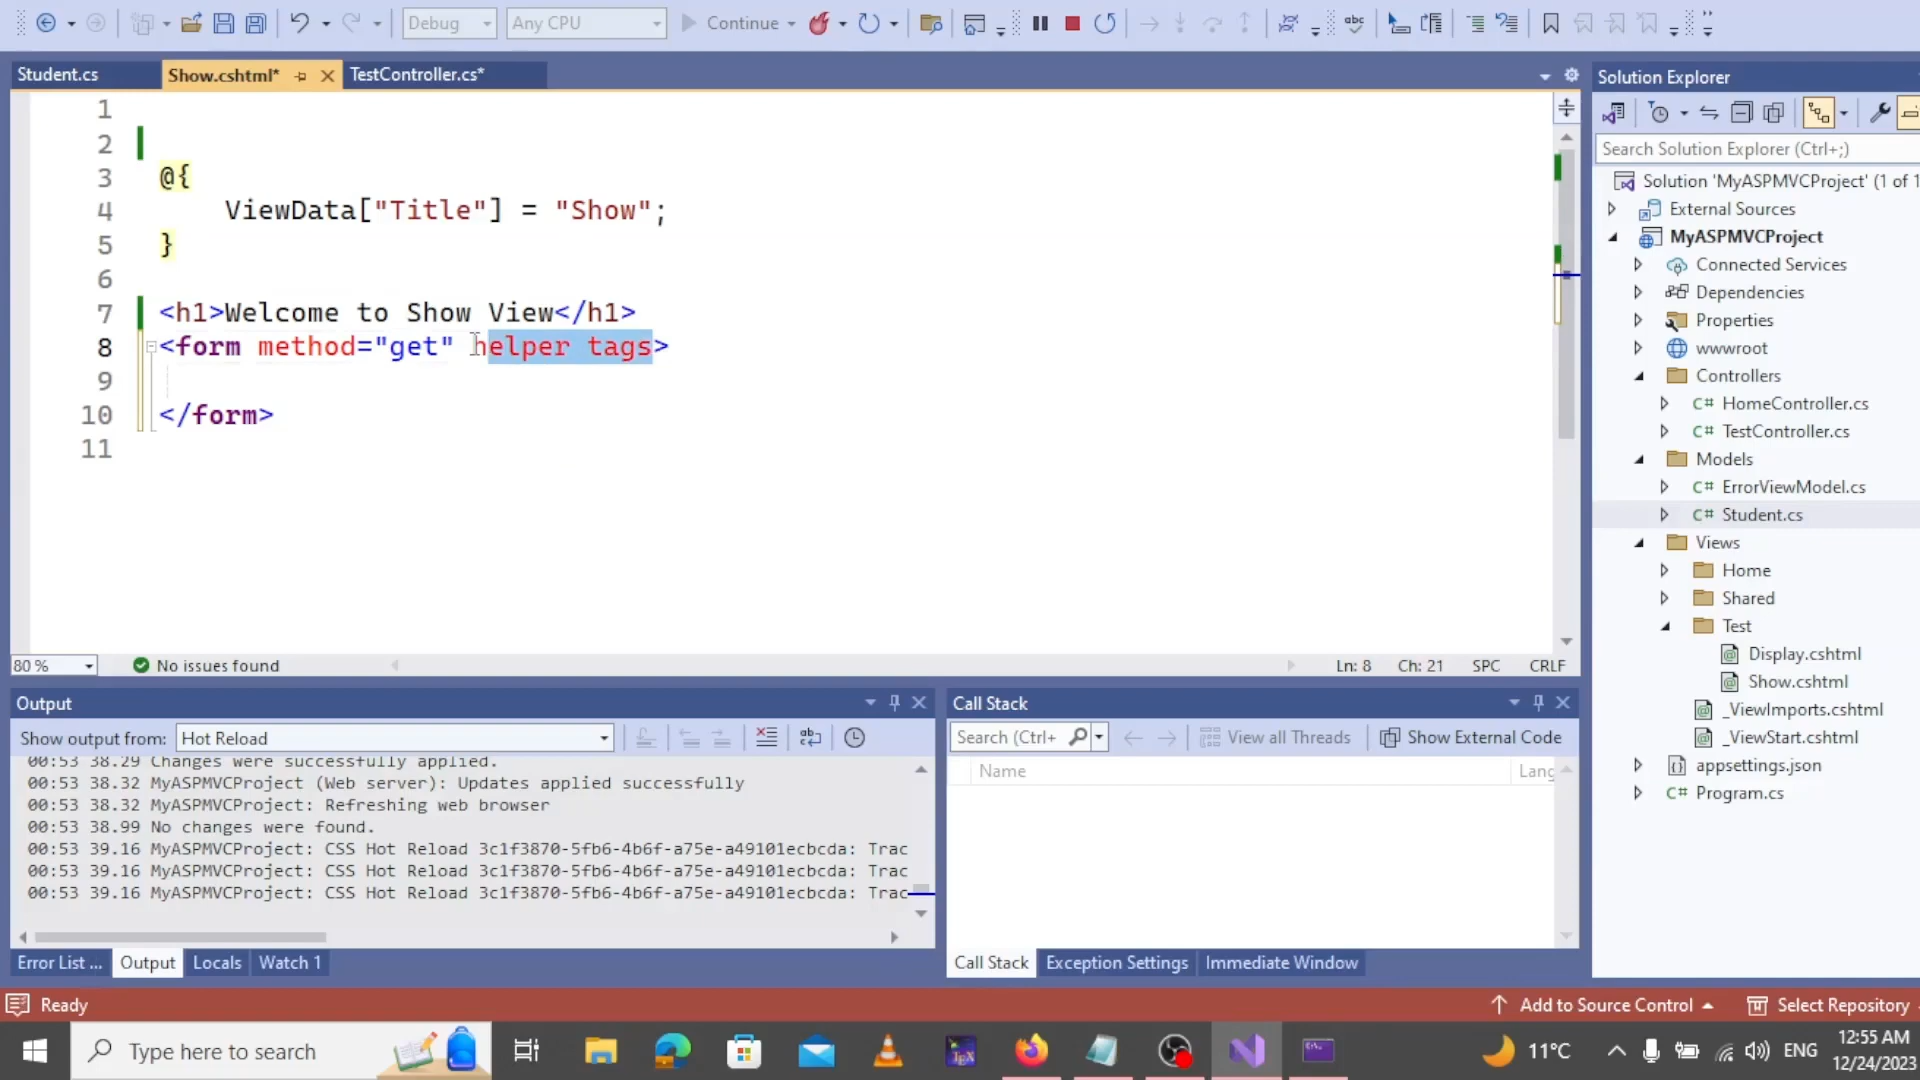 Debug
Any CPU
Continue
abc
Student.cs
Show.cshtml*
TestController.cs*
1
2
3 @{
4 ViewData["Title"] = "Show";
5 }
6
7 <h1>Welcome to Show View</h1>
8 <form method="get" helper tags>
9
10 </form>
11
80 %
No issues found
Ln: 8 Ch: 21 SPC CRLF
Solution Explorer
Search Solution Explorer (Ctrl+;)
Solution 'MyASPMVCProject' (1 of 1
External Sources
MyASPMVCProject
Connected Services
Dependencies
Properties
wwwroot
Controllers
C# HomeController.cs
C# TestController.cs
Models
C# ErrorViewModel.cs
C# Student.cs
Views
Home
Shared
Test
Display.cshtml
Show.cshtml
_ViewImports.cshtml
_ViewStart.cshtml
appsettings.json
C# Program.cs
Output
Show output from: Hot Reload
00:53 38.29 Changes were successfully applied.
00:53 38.32 MyASPMVCProject (Web server): Updates applied successfully
00:53 38.32 MyASPMVCProject: Refreshing web browser
00:53 38.99 No changes were found.
00:53 39.16 MyASPMVCProject: CSS Hot Reload 3c1f3870-5fb6-4b6f-a75e-a49101ecbcda: Trac
00:53 39.16 MyASPMVCProject: CSS Hot Reload 3c1f3870-5fb6-4b6f-a75e-a49101ecbcda: Trac
00:53 39.16 MyASPMVCProject: CSS Hot Reload 3c1f3870-5fb6-4b6f-a75e-a49101ecbcda: Trac
Error List ...
Output
Locals
Watch 1
Call Stack
Search (Ctrl+
View all Threads
Show External Code
Name
Lang
Call Stack
Exception Settings
Immediate Window
Ready
Add to Source Control
Select Repository
Type here to search
11°C
ENG
12:55 AM
12/24/2023